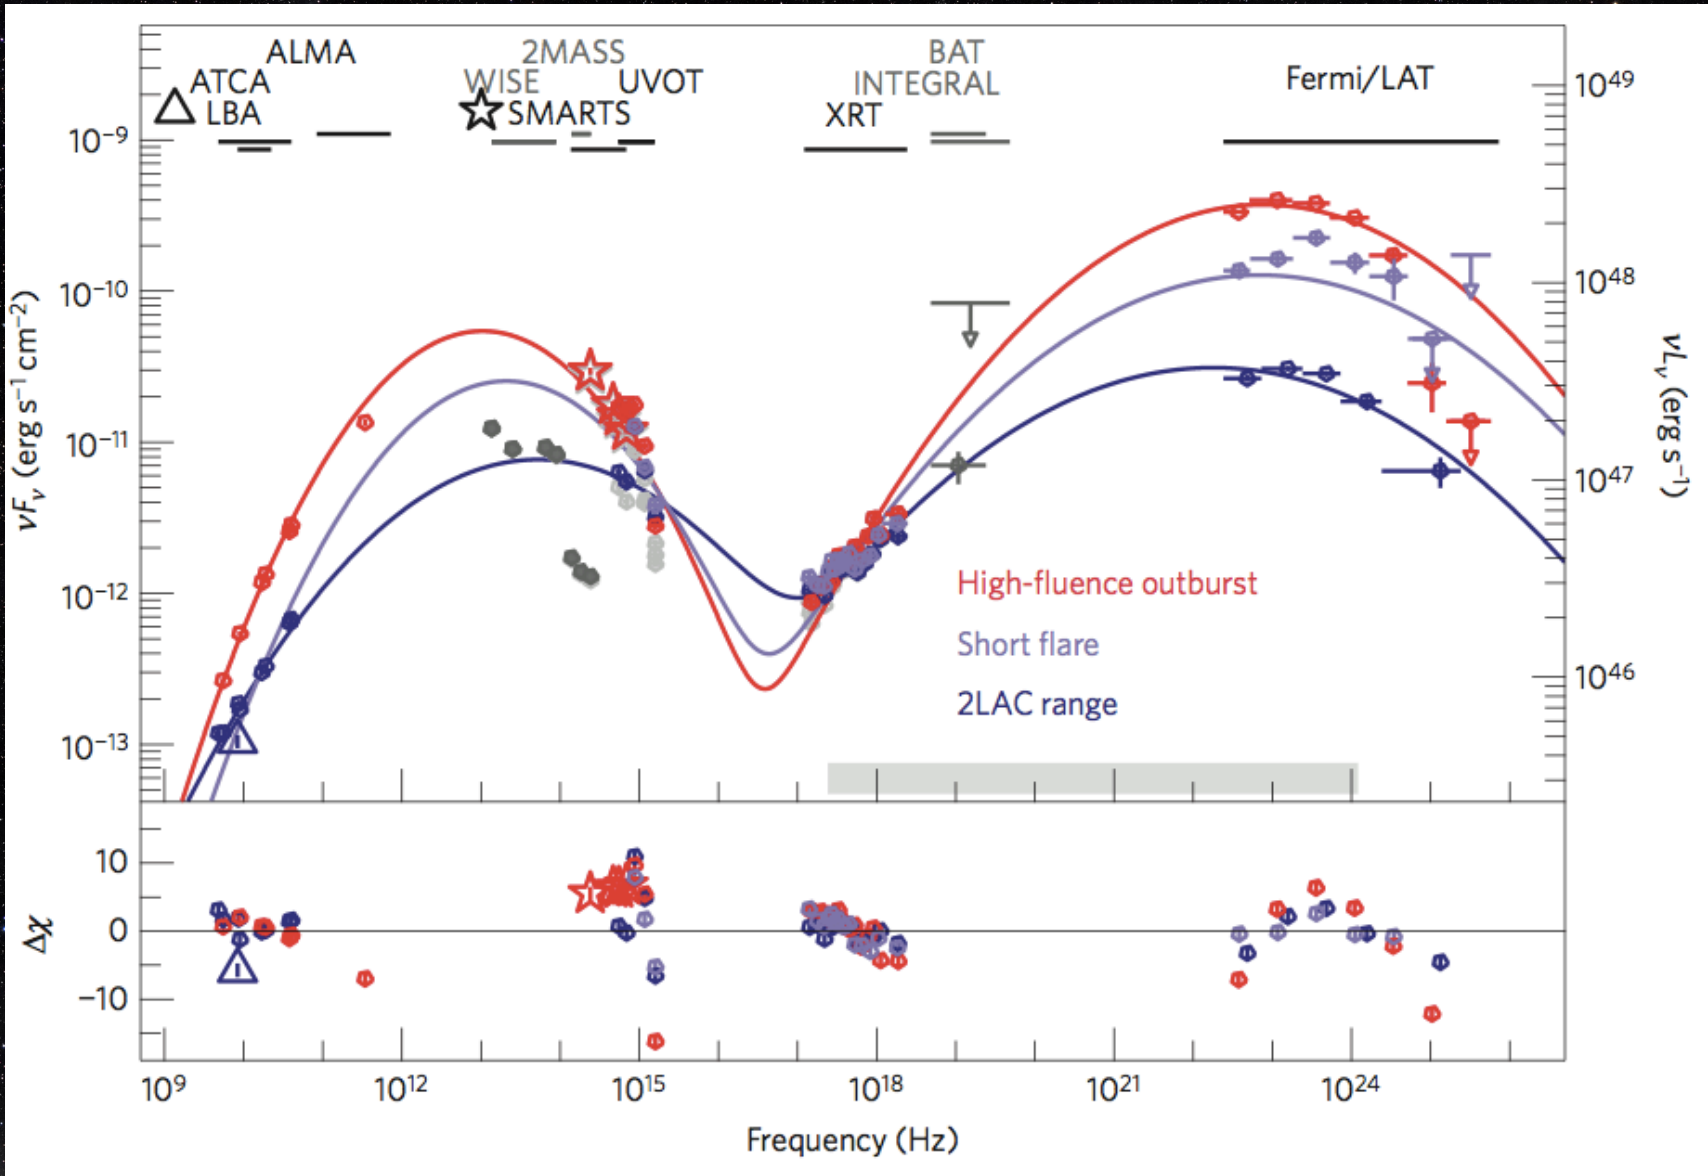 ALMA
2MASS
BAT
ATCA
WISE
UVOT
INTEGRAL
Fermi/LAT
LBA
SMARTS
XRT
10⁻⁹
10⁻¹⁰
10⁻¹¹
10⁻¹²
10⁻¹³
νFν (erg s⁻¹ cm⁻²)
10⁴⁹
10⁴⁸
10⁴⁷
10⁴⁶
νLν (erg s⁻¹)
High-fluence outburst
Short flare
2LAC range
10
0
−10
Δχ
10⁹
10¹²
10¹⁵
10¹⁸
10²¹
10²⁴
Frequency (Hz)